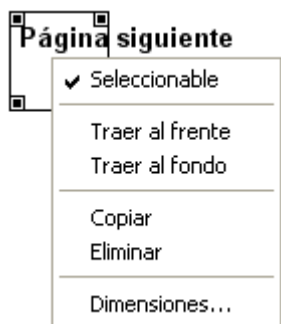 Página siguiente
Seleccionable
Traer al frente
Traer al fondo
Copiar
Eliminar
Dimensiones...